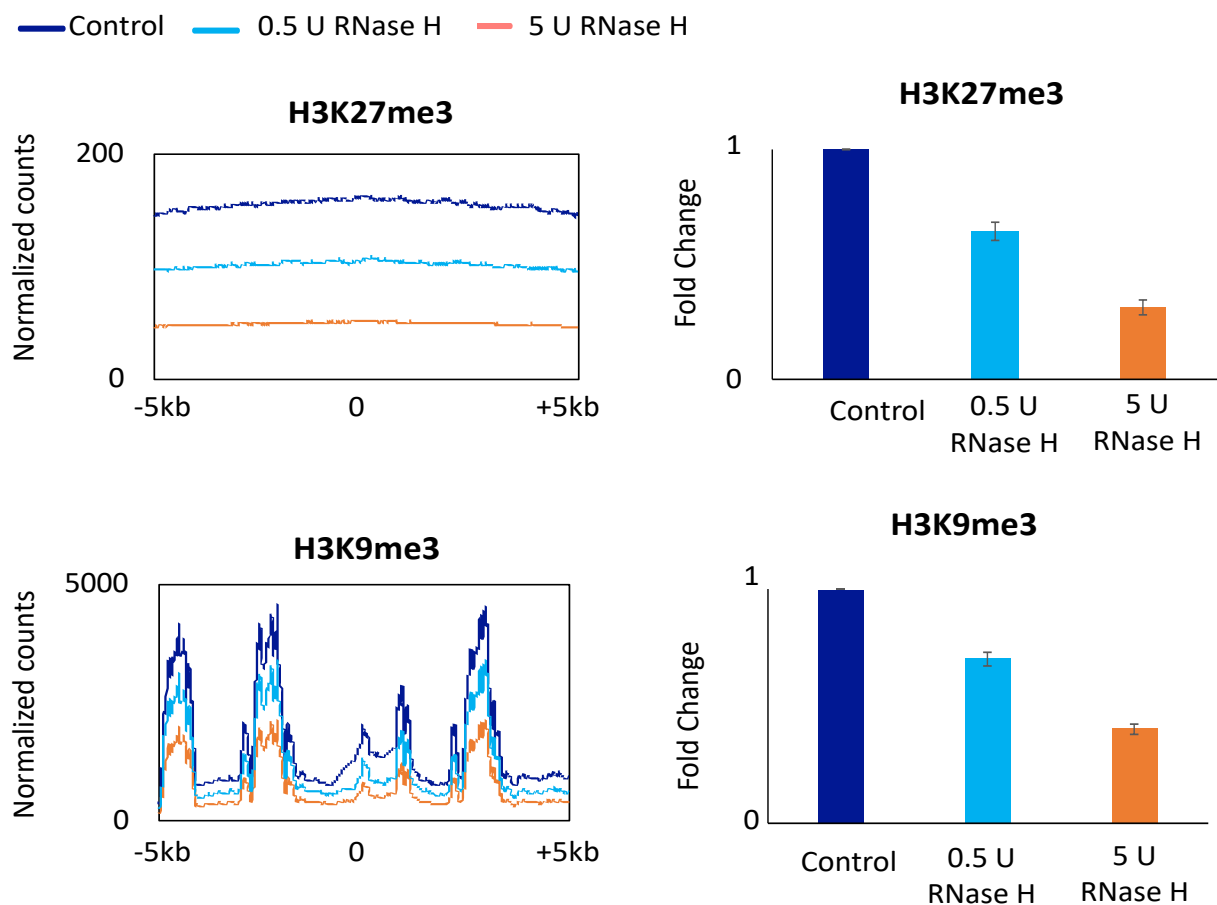 Control 0.5 U RNase H 5 U RNase H
H3K27me3
Normalized counts
200
0
-5kb 0 +5kb
H3K27me3
Fold Change
1
0
Control 0.5 U RNase H 5 U RNase H
H3K9me3
Normalized counts
5000
0
-5kb 0 +5kb
H3K9me3
Fold Change
1
0
Control 0.5 U RNase H 5 U RNase H